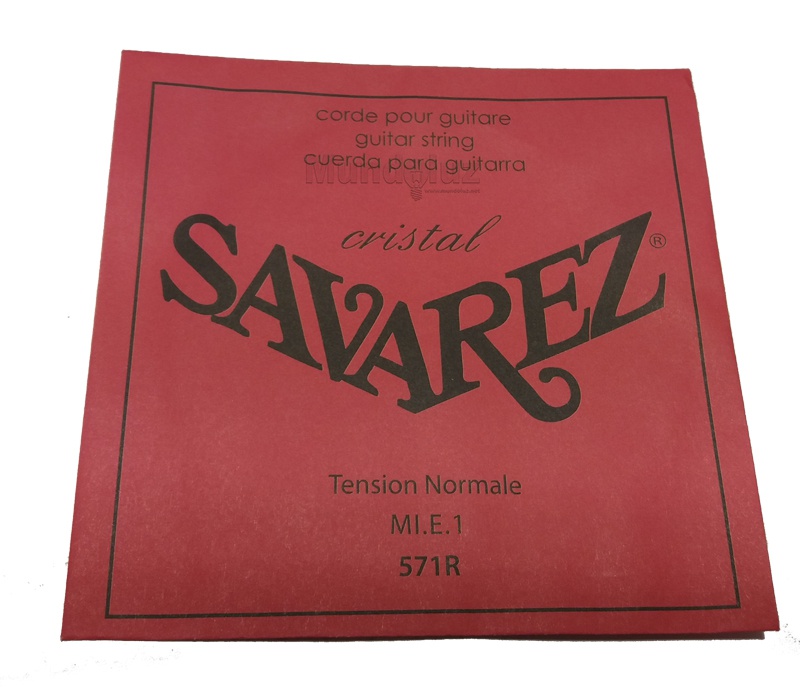 corde pour guitare
guitar string
cuerda para guitarra
cristal
SAVAREZ®
Tension Normale
MI.E.1
571R